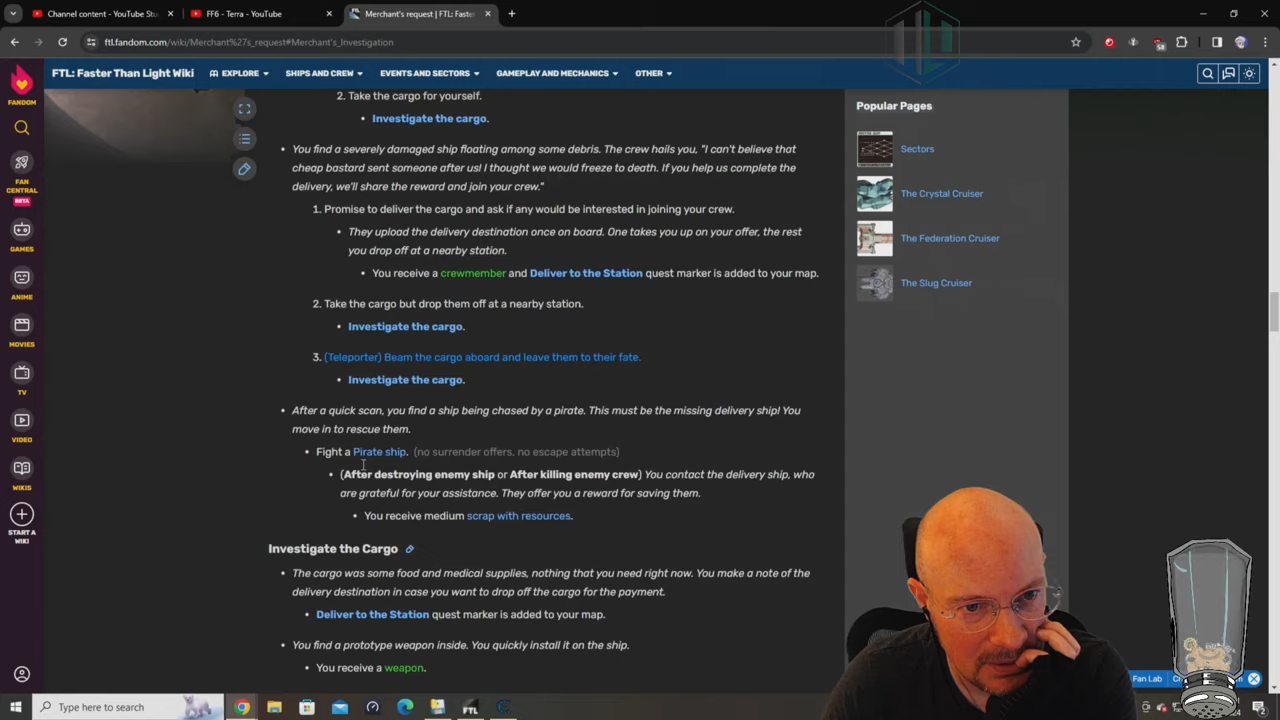 Channel content - YouTube Stu
FF6 - Terra - YouTube
Merchant's request | FTL: Faster
ftl.fandom.com/wiki/Merchant%27s_request#Merchant's_Investigation
FTL: FASTER THAN LIGHT WIKI
EXPLORE
SHIPS AND CREW
EVENTS AND SECTORS
GAMEPLAY AND MECHANICS
OTHER
FANDOM
FAN CENTRAL
BETA
GAMES
ANIME
MOVIES
TV
VIDEO
WIKIS
START A WIKI
2. Take the cargo for yourself.
Investigate the cargo.
You find a severely damaged ship floating among some debris. The crew hails you, "I can't believe that
cheap bastard sent someone after us! I thought we would freeze to death. If you help us complete the
delivery, we'll share the reward and join your crew."
1. Promise to deliver the cargo and ask if any would be interested in joining your crew.
They upload the delivery destination once on board. One takes you up on your offer, the rest
you drop off at a nearby station.
You receive a crewmember and Deliver to the Station quest marker is added to your map.
2. Take the cargo but drop them off at a nearby station.
Investigate the cargo.
3. (Teleporter) Beam the cargo aboard and leave them to their fate.
Investigate the cargo.
After a quick scan, you find a ship being chased by a pirate. This must be the missing delivery ship! You
move in to rescue them.
Fight a Pirate ship. (no surrender offers, no escape attempts)
(After destroying enemy ship or After killing enemy crew) You contact the delivery ship, who
are grateful for your assistance. They offer you a reward for saving them.
You receive medium scrap with resources.
Investigate the Cargo
The cargo was some food and medical supplies, nothing that you need right now. You make a note of the
delivery destination in case you want to drop off the cargo for the payment.
Deliver to the Station quest marker is added to your map.
You find a prototype weapon inside. You quickly install it on the ship.
You receive a weapon.
Popular Pages
Sectors
The Crystal Cruiser
The Federation Cruiser
The Slug Cruiser
Fan Lab
Type here to search
FTL